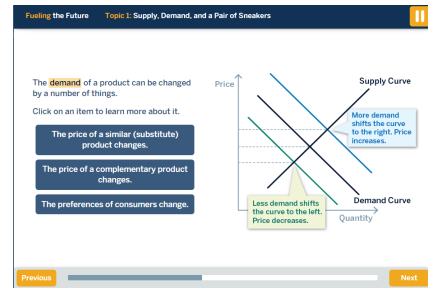 Fueling the Future Topic 1: Supply, Demand, and a Pair of Sneakers
The demand of a product can be changed
by a number of things.
Click on an item to learn more about it.
The price of a similar (substitute)
product changes.
The price of a complementary product
changes.
The preferences of consumers change.
Price
Supply Curve
More demand
shifts the curve
to the right. Price
increases.
Less demand shifts
the curve to the left.
Price decreases.
Demand Curve
Quantity
Previous
Next